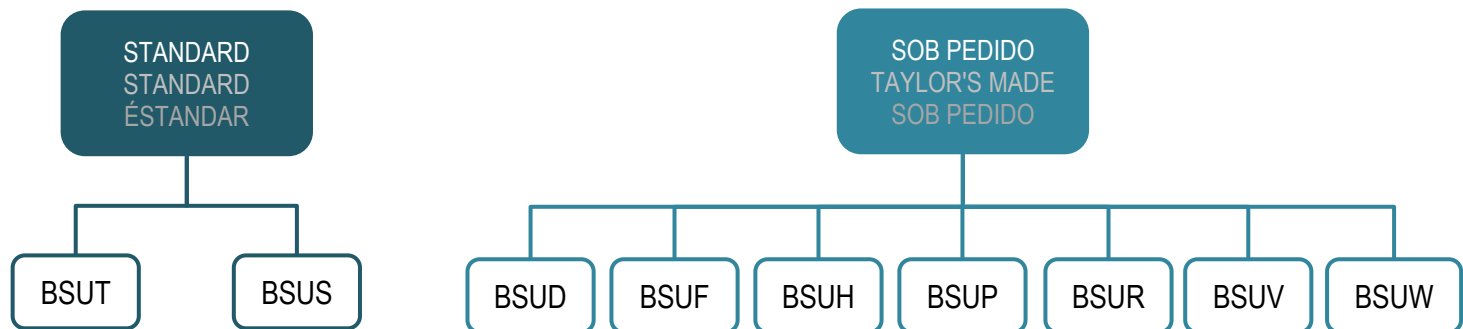 STANDARD
STANDARD
ÉSTANDAR
SOB PEDIDO
TAYLOR'S MADE
SOB PEDIDO
BSUT
BSUS
BSUD
BSUF
BSUH
BSUP
BSUR
BSUV
BSUW